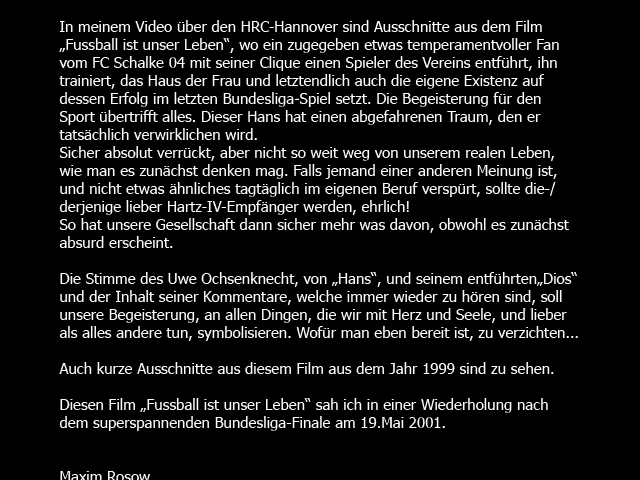 In meinem Video über den HRC-Hannover sind Ausschnitte aus dem Film
„Fussball ist unser Leben“, wo ein zugegeben etwas temperamentvoller Fan
vom FC Schalke 04 mit seiner Clique einen Spieler des Vereins entführt, ihn
trainiert, das Haus der Frau und letztendlich auch die eigene Existenz auf
dessen Erfolg im letzten Bundesliga-Spiel setzt. Die Begeisterung für den
Sport übertrifft alles. Dieser Hans hat einen abgefahrenen Traum, den er
tatsächlich verwirklichen wird.
Sicher absolut verrückt, aber nicht so weit weg von unserem realen Leben,
wie man es zunächst denken mag. Falls jemand einer anderen Meinung ist,
und nicht etwas ähnliches tagtäglich im eigenen Beruf verspürt, sollte die-/
derjenige lieber Hartz-IV-Empfänger werden, ehrlich!
So hat unsere Gesellschaft dann sicher mehr was davon, obwohl es zunächst
absurd erscheint.

Die Stimme des Uwe Ochsenknecht, von „Hans“, und seinem entführten„Dios“
und der Inhalt seiner Kommentare, welche immer wieder zu hören sind, soll
unsere Begeisterung, an allen Dingen, die wir mit Herz und Seele, und lieber
als alles andere tun, symbolisieren. Wofür man eben bereit ist, zu verzichten...

Auch kurze Ausschnitte aus diesem Film aus dem Jahr 1999 sind zu sehen.

Diesen Film „Fussball ist unser Leben“ sah ich in einer Wiederholung nach
dem superspannenden Bundesliga-Finale am 19.Mai 2001.

Maxim Rosow